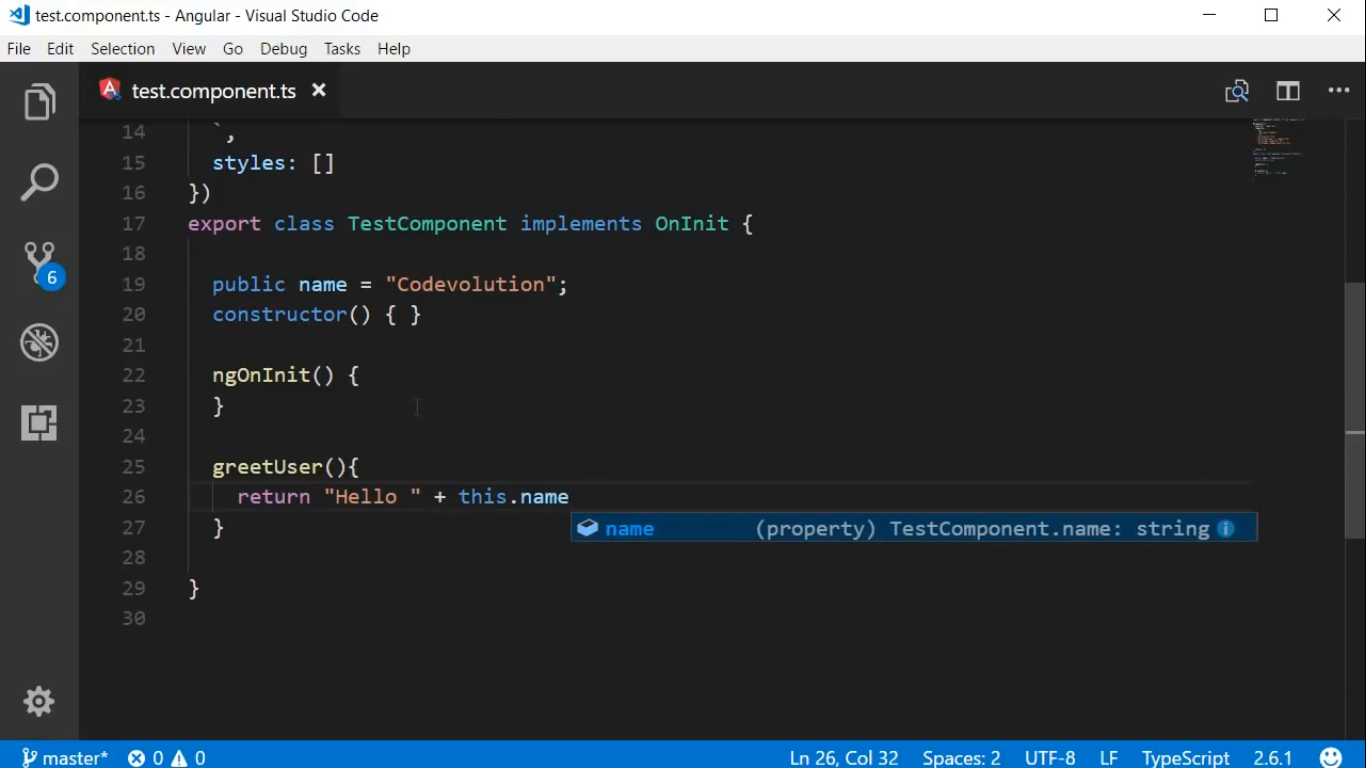 test.component.ts - Angular - Visual Studio Code
File Edit Selection View Go Debug Tasks Help
test.component.ts
14 `,
15 styles: []
16 })
17 export class TestComponent implements OnInit {
18
19 public name = "Codevolution";
20 constructor() { }
21
22 ngOnInit() {
23 }
24
25 greetUser(){
26 return "Hello " + this.name
27 }
name (property) TestComponent.name: string
28
29 }
30
6
master* 0 0 Ln 26, Col 32 Spaces: 2 UTF-8 LF TypeScript 2.6.1